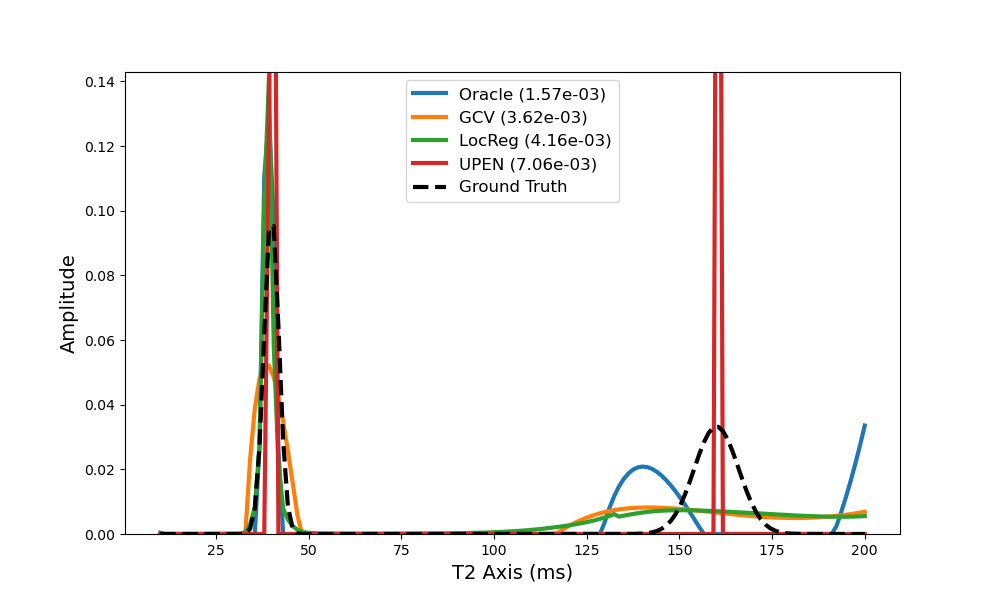 0.14
0.12
0.10
0.08
0.06
0.04
0.02
0.00
Amplitude
Oracle (1.57e-03)
GCV (3.62e-03)
LocReg (4.16e-03)
UPEN (7.06e-03)
Ground Truth
25 50 75 100 125 150 175 200
T2 Axis (ms)